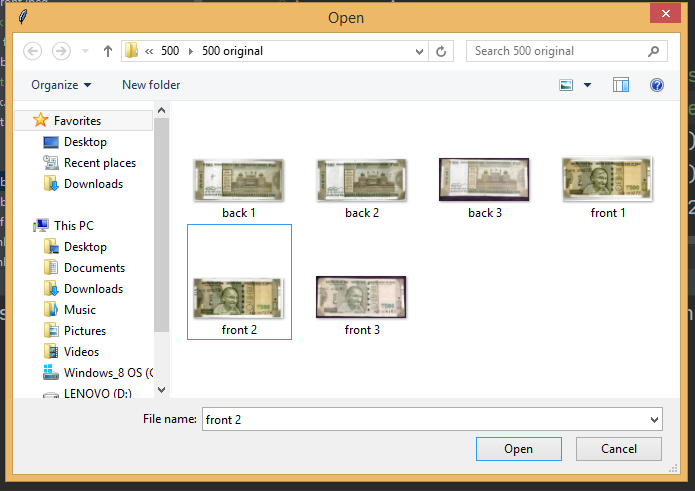 Open
500 500 original
Search 500 original
Organize New folder
Favorites
Desktop
Recent places
Downloads
This PC
Desktop
Documents
Downloads
Music
Pictures
Videos
Windows_8 OS (C
LENOVO (D:)
back 1 back 2 back 3 front 1
front 2 front 3
File name: front 2
Open Cancel